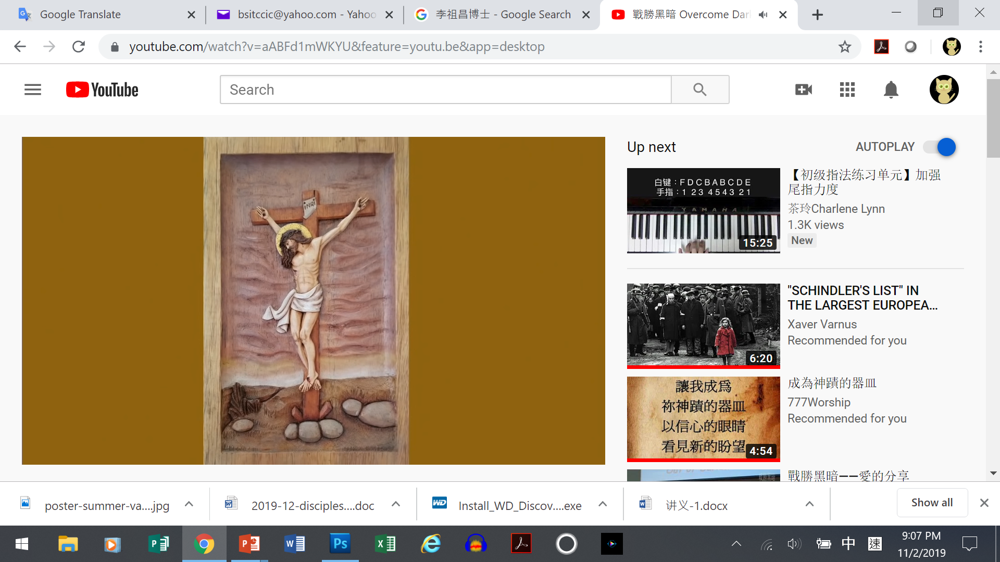 Google Translate
bsitccic@yahoo.com - Yahoo
李祖昌博士 - Google Search
戰勝黑暗 Overcome Dar
youtube.com/watch?v=aABFd1mWKYU&feature=youtu.be&app=desktop
YouTube
Search
INRI
Up next
AUTOPLAY
白键：F D C B A B C D E
手指：1 2 3 4 5 4 3 2 1
YAMAHA
15:25
【初级指法练习单元】加强
尾指力度
茶玲Charlene Lynn
1.3K views
New
6:20
"SCHINDLER'S LIST" IN
THE LARGEST EUROPEA...
Xaver Varnus
Recommended for you
讓我成爲
祢神蹟的器皿
以信心的眼睛
看見新的盼望
4:54
成為神蹟的器皿
777Worship
Recommended for you
戰勝黑暗
戰勝黑暗——愛的分享
poster-summer-va....jpg
2019-12-disciples....doc
WD
Install_WD_Discov....exe
讲义-1.docx
Show all
Ps
中
速
9:07 PM
11/2/2019